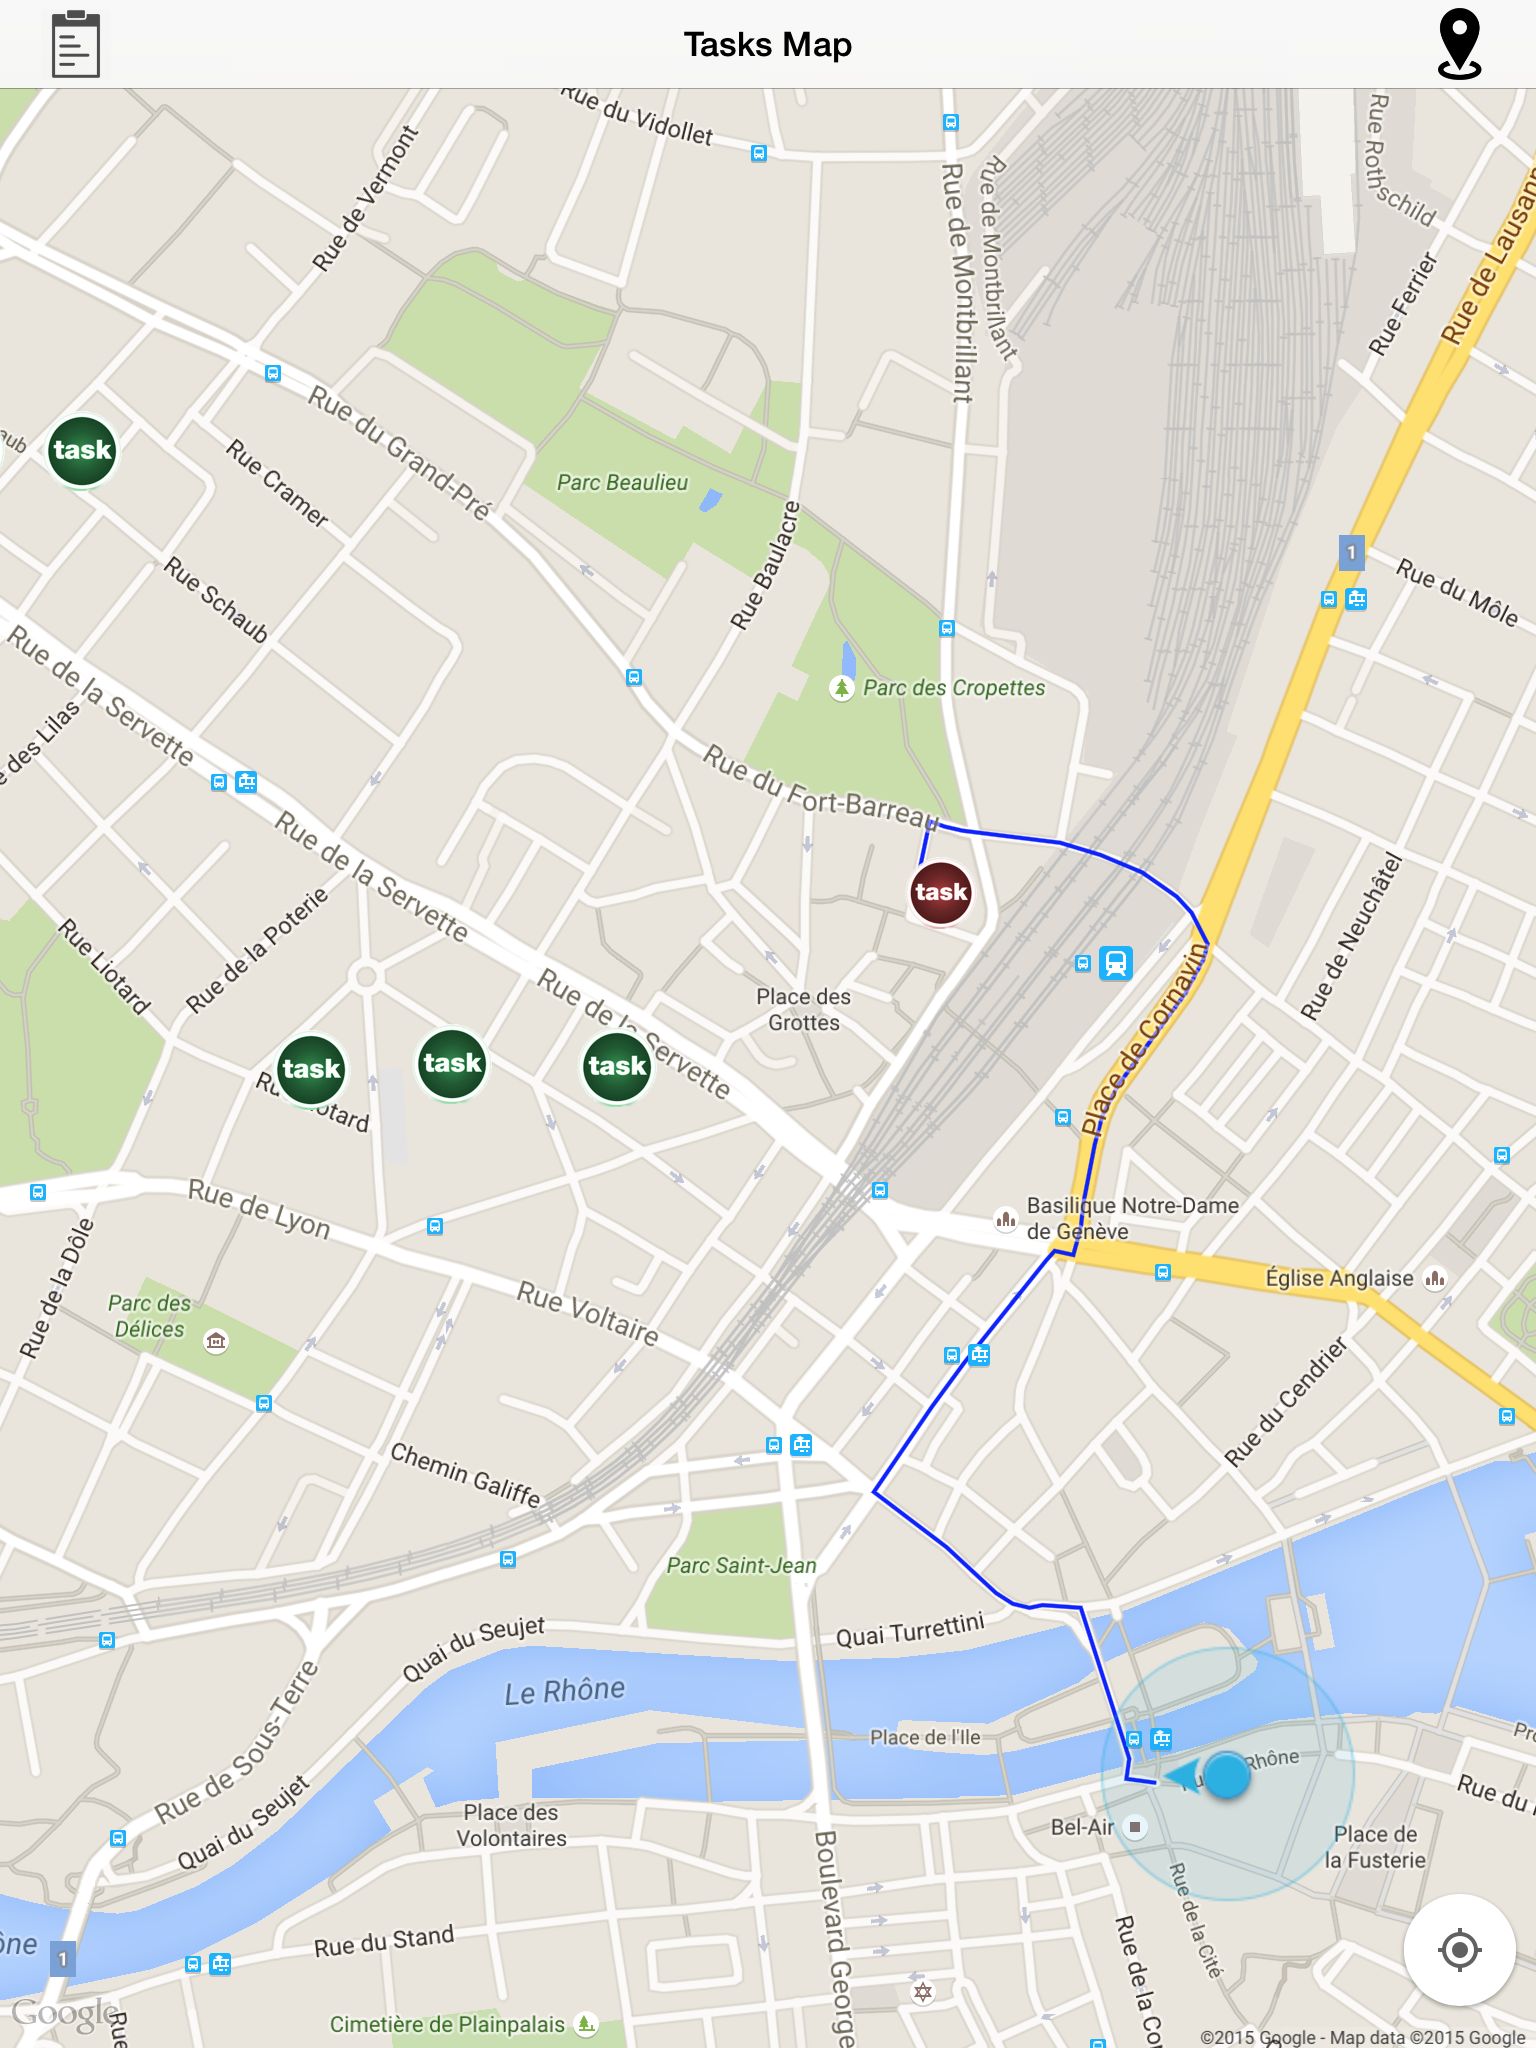 Tasks Map
Rue du Vidollet
Rue de Vermont
Rue de Montbrillant
Rue de Montbrillant
R
Rue Rothschild
Rue Ferrier
Rue de Lausann
1
task
aub
Rue du Grand-Pré
Rue Cramer
Parc Beaulieu
Rue Baulacre
Rue Schaub
Rue du Môle
Rue de la Servette
e des Lilas
Parc des Cropettes
Rue du Fort-Barreau
Rue de la Servette
task
Rue de Neuchâtel
Rue Liotard
Rue de la Poterie
Rue de la Servette
Place des
Grottes
Place de Cornavin
task
task
task
Rue de Lyon
Basilique Notre-Dame
de Genève
Rue de la Dôle
Parc des
Délices
Rue Voltaire
Église Anglaise
Rue du Cendrier
Chemin Galiffe
Parc Saint-Jean
Quai du Seujet
Quai Turrettini
Le Rhône
Rue de Sous-Terre
Place de l'Ile
Rhône
Quai du Seujet
Place des
Volontaires
Bel-Air
Place de
la Fusterie
Boulevard George
Rue de la Cité
Rue du Stand
1
ône
Google
Rue
Cimetière de Plainpalais
©2015 Google - Map data ©2015 Google